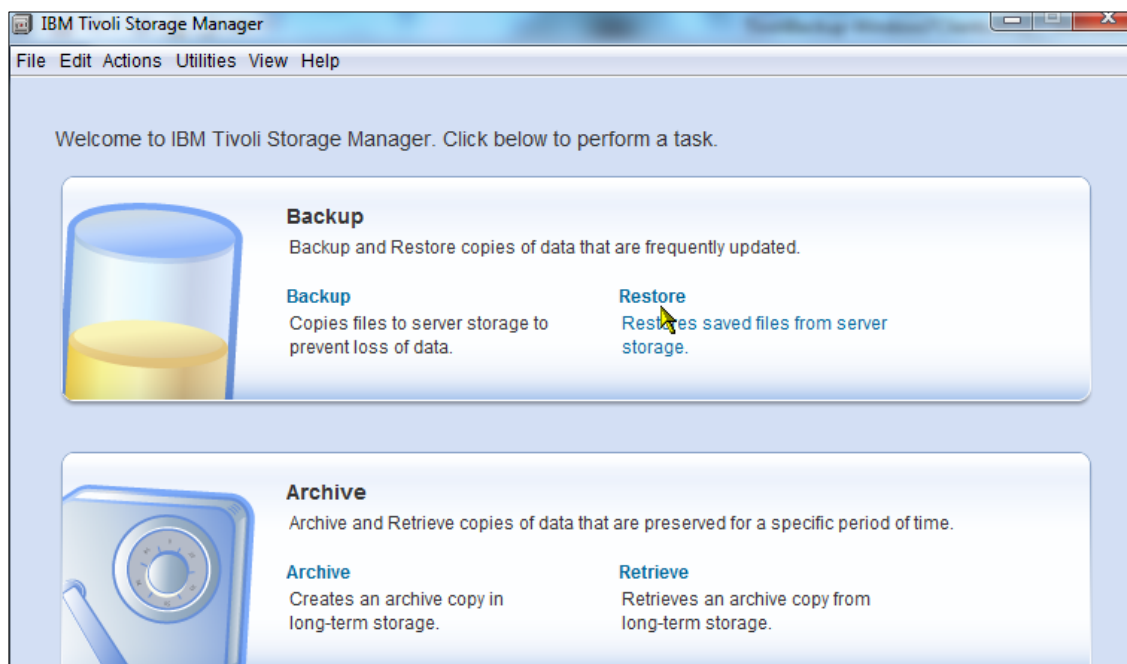 IBM Tivoli Storage Manager
File Edit Actions Utilities View Help
Welcome to IBM Tivoli Storage Manager. Click below to perform a task.
Backup
Backup and Restore copies of data that are frequently updated.
Backup
Copies files to server storage to
prevent loss of data.
Restore
Restores saved files from server
storage.
Archive
Archive and Retrieve copies of data that are preserved for a specific period of time.
Archive
Creates an archive copy in
long-term storage.
Retrieve
Retrieves an archive copy from
long-term storage.